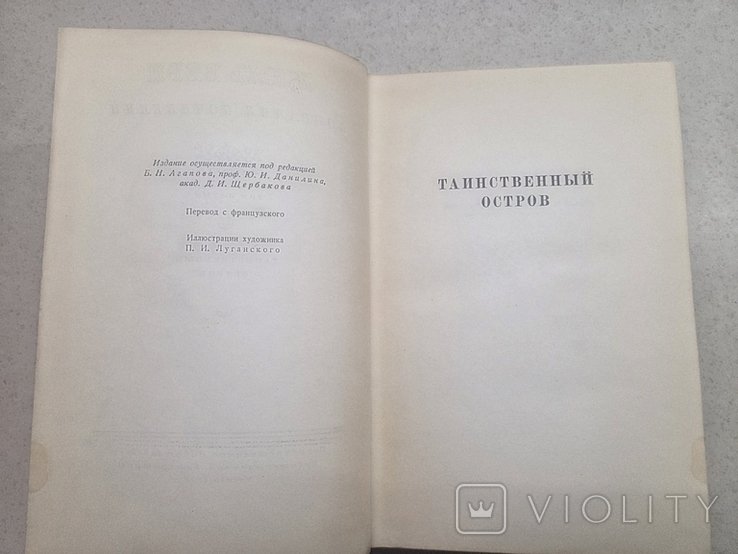 Издание осуществляется под редакцией
Б. Н. Агапова, проф. Ю. И. Данилина,
акад. Д. И. Щербакова
Перевод с французского
Иллюстрации художника
П. И. Луганского
ТАИНСТВЕННЫЙ
ОСТРОВ
VIOLITY